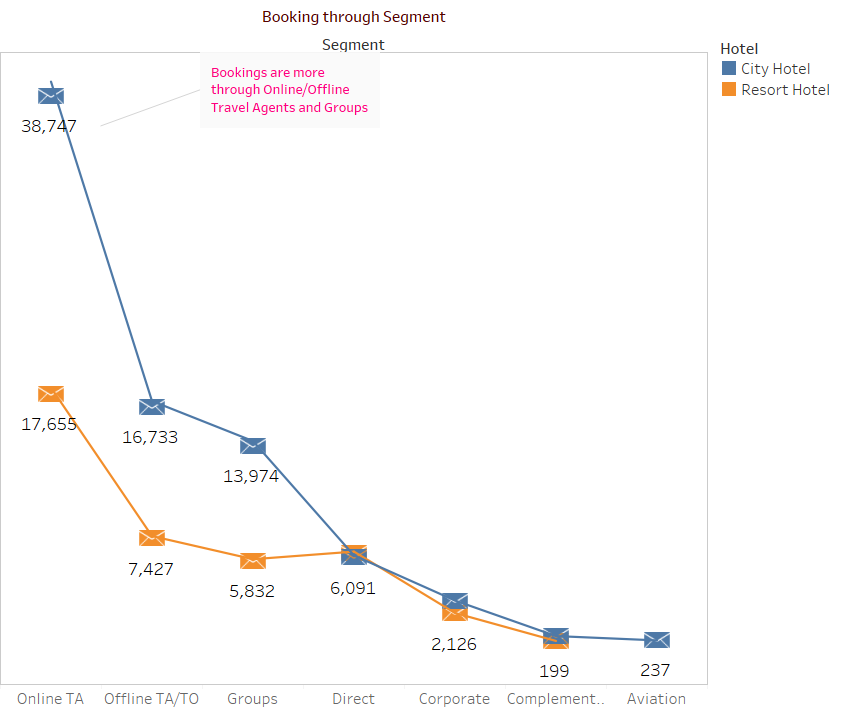 Booking through Segment
Segment
Hotel
City Hotel
Resort Hotel
Bookings are more
through Online/Offline
Travel Agents and Groups
38,747
17,655
16,733
13,974
7,427
5,832
6,091
2,126
199
237
Online TA
Offline TA/TO
Groups
Direct
Corporate
Complement..
Aviation